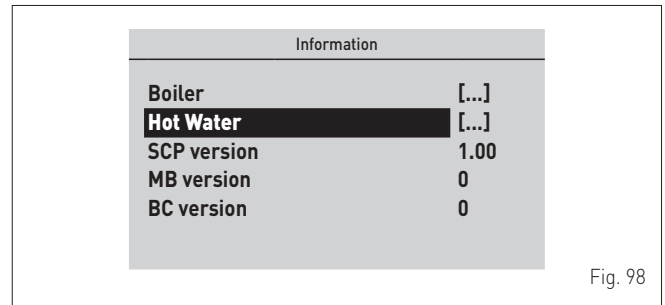 Information
Boiler [...]
Hot Water [...]
SCP version 1.00
MB version 0
BC version 0
Fig. 98